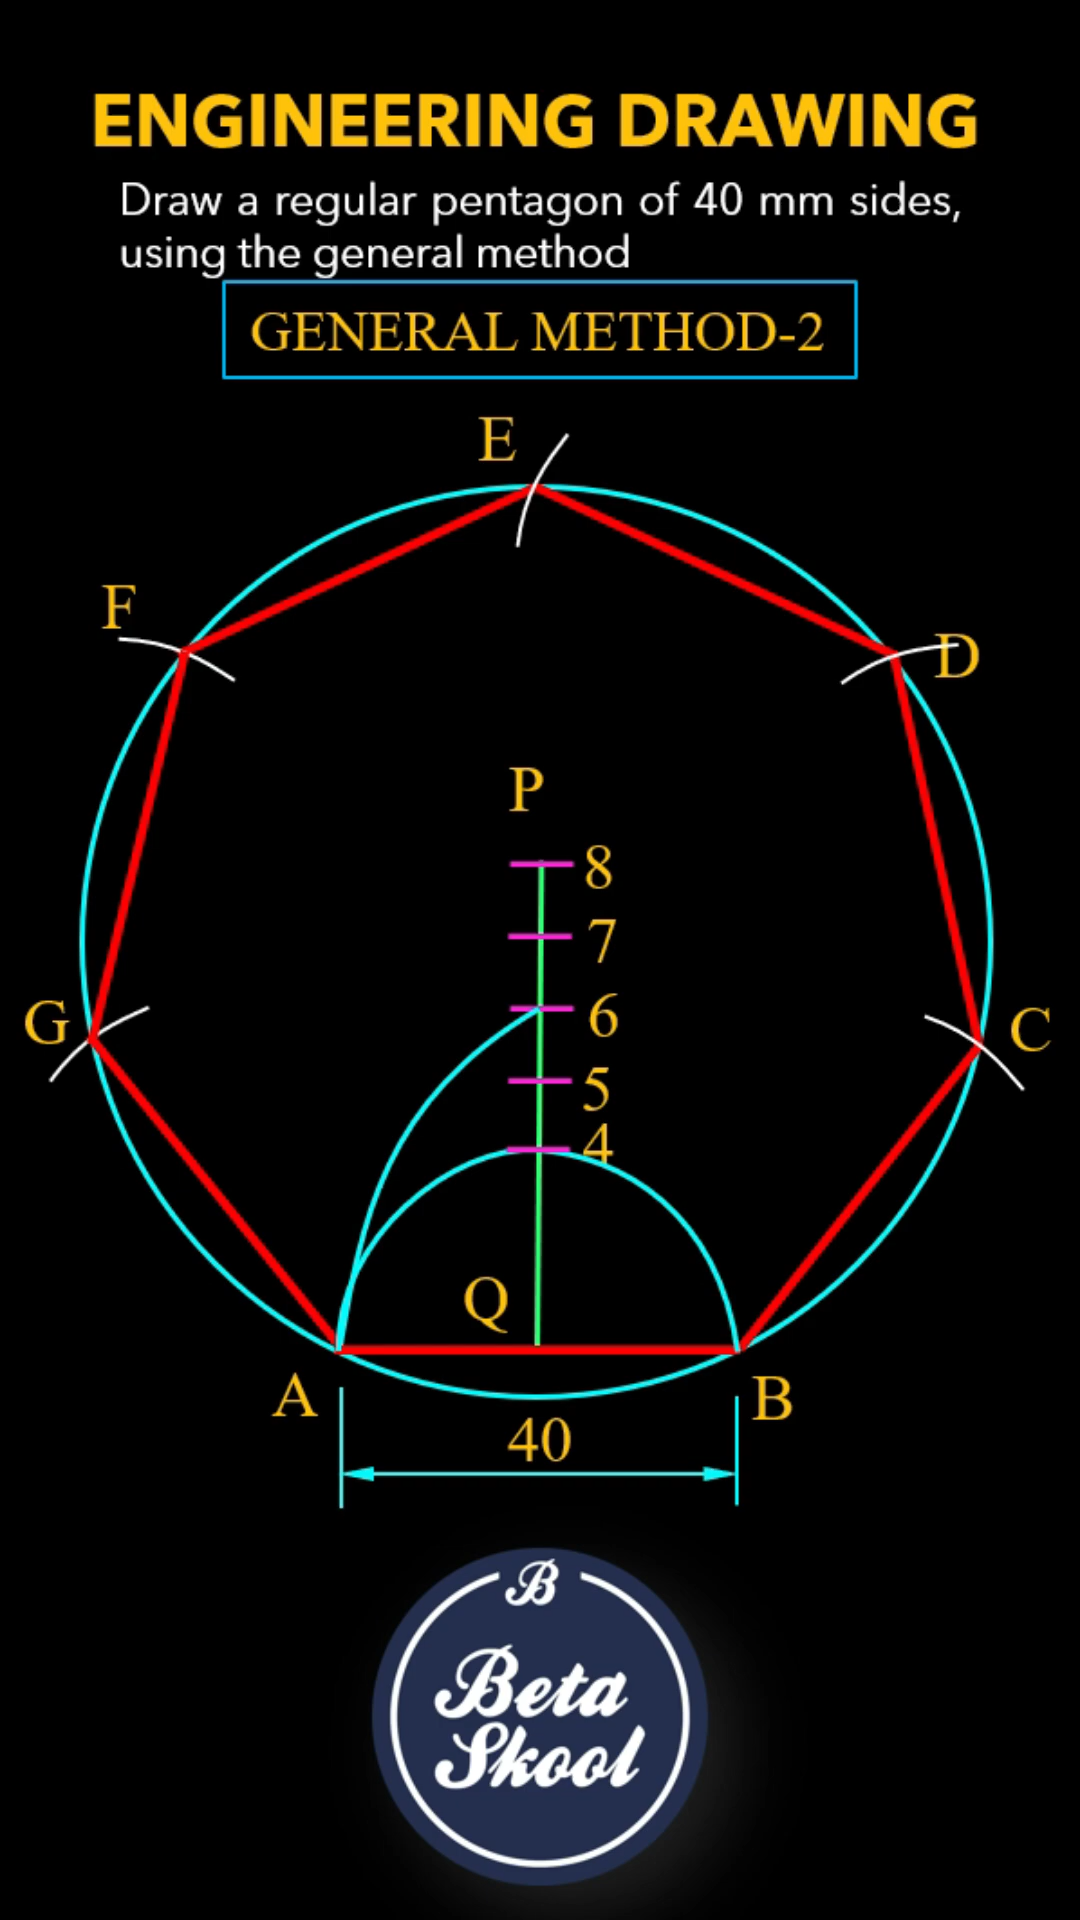 ENGINEERING DRAWING
Draw a regular pentagon of 40 mm sides,
using the general method
GENERAL METHOD-2
E
F
D
P
8
7
6
G
C
5
4
Q
A
B
40
B
Beta
Skool